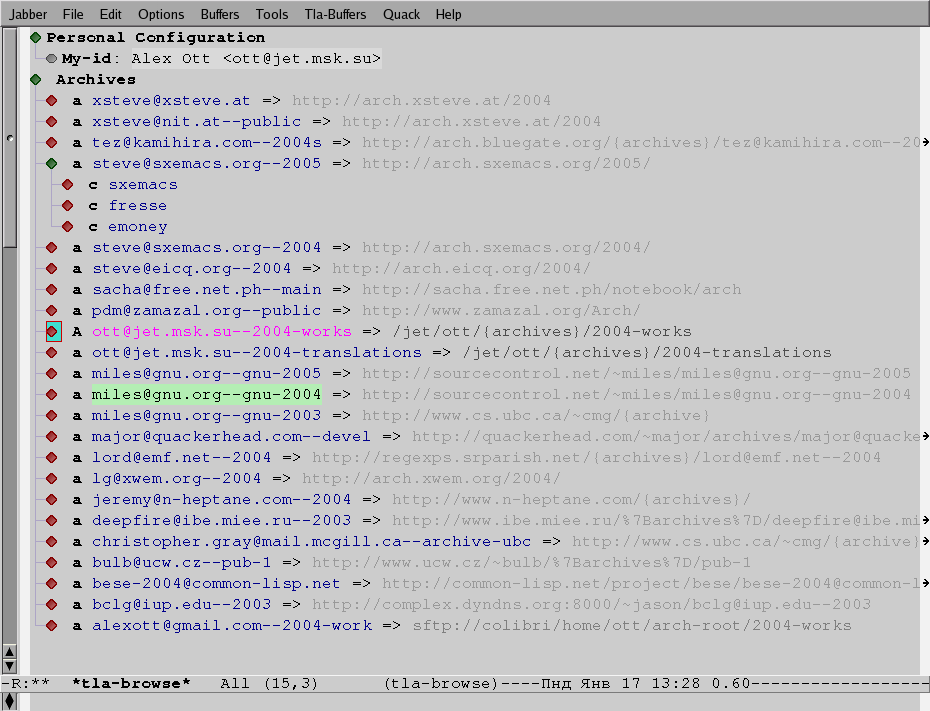 Jabber File Edit Options Buffers Tools Tla-Buffers Quack Help
Personal Configuration
My-id: Alex Ott <ott@jet.msk.su>
Archives
a xsteve@xsteve.at => http://arch.xsteve.at/2004
a xsteve@nit.at--public => http://arch.xsteve.at/2004
a tez@kamihira.com--2004s => http://arch.bluegate.org/{archives}/tez@kamihira.com--20
a steve@sxemacs.org--2005 => http://arch.sxemacs.org/2005/
c sxemacs
c fresse
c emoney
a steve@sxemacs.org--2004 => http://arch.sxemacs.org/2004/
a steve@eicq.org--2004 => http://arch.eicq.org/2004/
a sacha@free.net.ph--main => http://sacha.free.net.ph/notebook/arch
a pdm@zamazal.org--public => http://www.zamazal.org/Arch/
A ott@jet.msk.su--2004-works => /jet/ott/{archives}/2004-works
a ott@jet.msk.su--2004-translations => /jet/ott/{archives}/2004-translations
a miles@gnu.org--gnu-2005 => http://sourcecontrol.net/~miles/miles@gnu.org--gnu-2005
a miles@gnu.org--gnu-2004 => http://sourcecontrol.net/~miles/miles@gnu.org--gnu-2004
a miles@gnu.org--gnu-2003 => http://www.cs.ubc.ca/~cmg/{archive}
a major@quackerhead.com--devel => http://quackerhead.com/~major/archives/major@quacke
a lord@emf.net--2004 => http://regexps.srparish.net/{archives}/lord@emf.net--2004
a lg@xwem.org--2004 => http://arch.xwem.org/2004/
a jeremy@n-heptane.com--2004 => http://www.n-heptane.com/{archives}/
a deepfire@ibe.miee.ru--2003 => http://www.ibe.miee.ru/%7Barchives%7D/deepfire@ibe.mi
a christopher.gray@mail.mcgill.ca--archive-ubc => http://www.cs.ubc.ca/~cmg/{archive}
a bulb@ucw.cz--pub-1 => http://www.ucw.cz/~bulb/%7Barchives%7D/pub-1
a bese-2004@common-lisp.net => http://common-lisp.net/project/bese/bese-2004@common-l
a bclg@iup.edu--2003 => http://complex.dyndns.org:8000/~jason/bclg@iup.edu--2003
a alexott@gmail.com--2004-work => sftp://colibri/home/ott/arch-root/2004-works
-R:** *tla-browse* All (15,3) (tla-browse)----Пнд Янв 17 13:28 0.60------------------